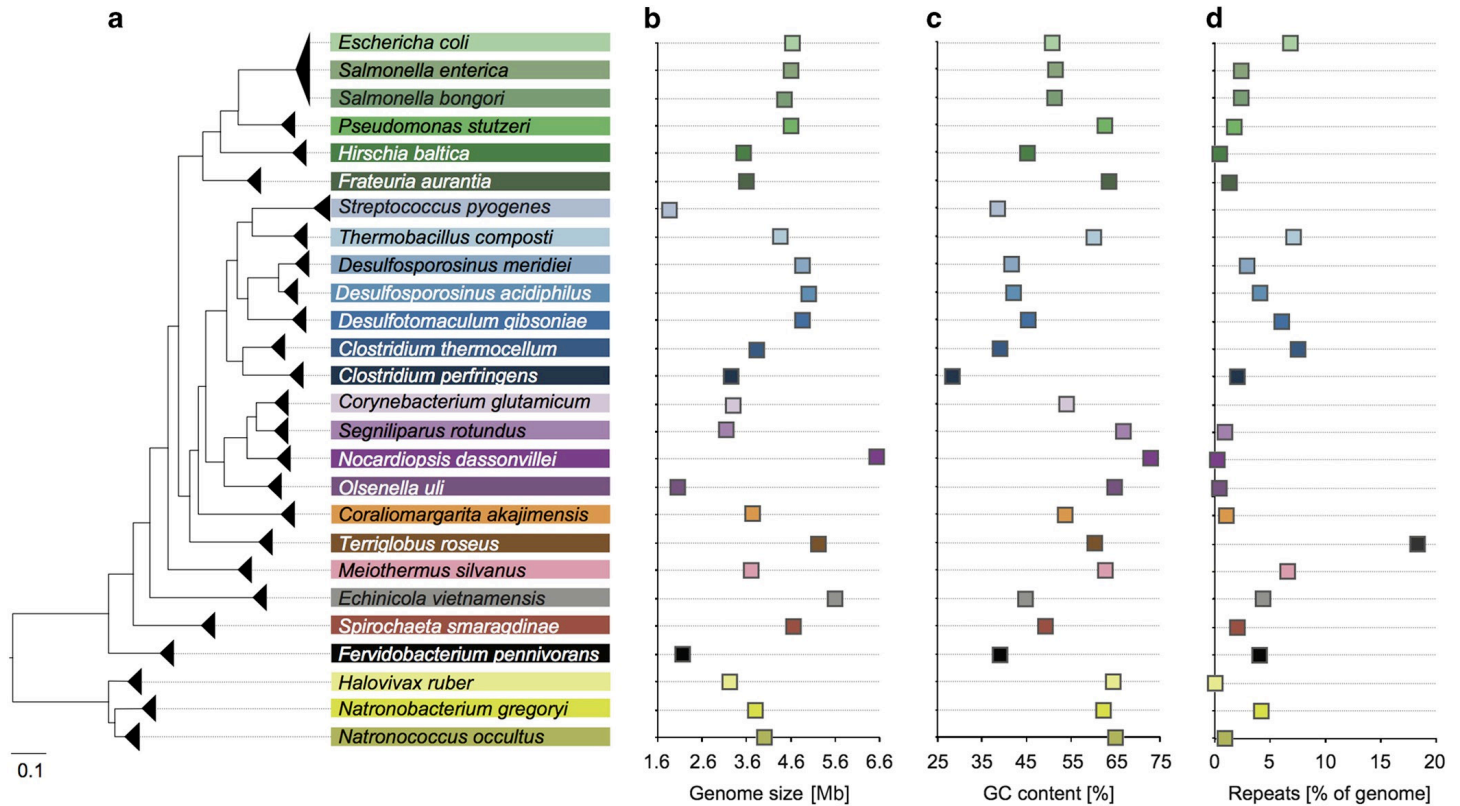 a
b
c
d
Eschericha coli
Salmonella enterica
Salmonella bongori
Pseudomonas stutzeri
Hirschia baltica
Frateuria aurantia
Streptococcus pyogenes
Thermobacillus composti
Desulfosporosinus meridiei
Desulfosporosinus acidiphilus
Desulfotomaculum gibsoniae
Clostridium thermocellum
Clostridium perfringens
Corynebacterium glutamicum
Segniliparus rotundus
Nocardiopsis dassonvillei
Olsenella uli
Coraliomargarita akajimensis
Terriglobus roseus
Meiothermus silvanus
Echinicola vietnamensis
Spirochaeta smaragdinae
Fervidobacterium pennivorans
Halovivax ruber
Natronobacterium gregoryi
Natronococcus occultus
0.1
1.6 2.6 3.6 4.6 5.6 6.6
Genome size [Mb]
25 35 45 55 65 75
GC content [%]
0 5 10 15 20
Repeats [% of genome]